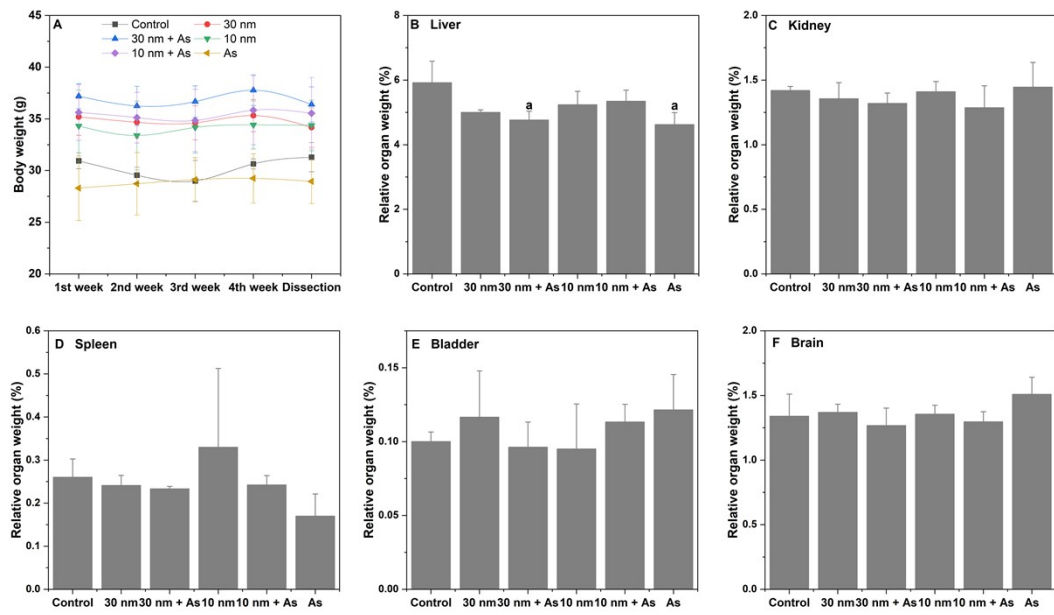 A
Control
30 nm
30 nm + As
10 nm
10 nm + As
As
Body weight (g)
45
40
35
30
25
20
1st week 2nd week 3rd week 4th week Dissection
B Liver
Relative organ weight (%)
8
6
4
2
0
a
a
Control 30 nm 30 nm + As 10 nm 10 nm + As As
C Kidney
Relative organ weight (%)
2.0
1.5
1.0
0.5
0.0
Control 30 nm 30 nm + As 10 nm 10 nm + As As
D Spleen
Relative organ weight (%)
0.6
0.5
0.4
0.3
0.2
0.1
0.0
Control 30 nm 30 nm + As 10 nm 10 nm + As As
E Bladder
Relative organ weight (%)
0.15
0.10
0.05
0.00
Control 30 nm 30 nm + As 10 nm 10 nm + As As
F Brain
Relative organ weight (%)
2.0
1.5
1.0
0.5
0.0
Control 30 nm 30 nm + As 10 nm 10 nm + As As